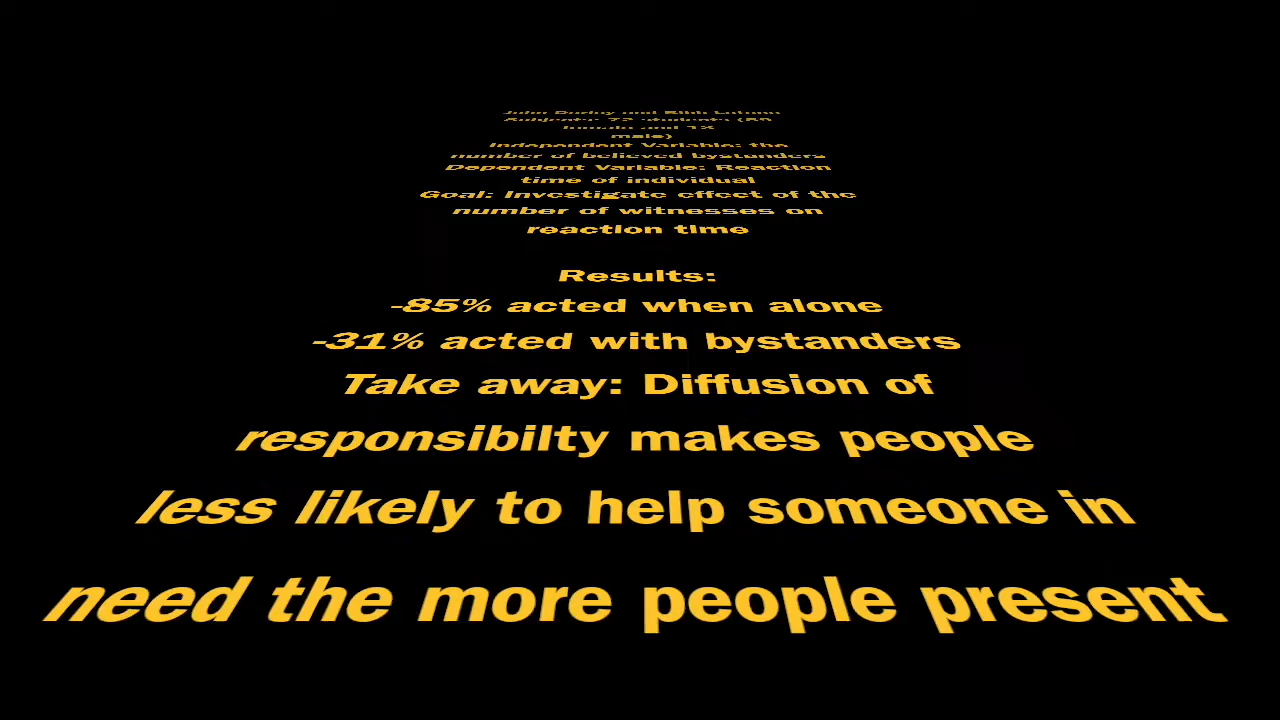 John Darley and Bibb Latane
Subjects: 72 students (59
female and 13
male)
Independent Variable: the
number of believed bystanders
Dependent Variable: Reaction
time of individual
Goal: Investigate effect of the
number of witnesses on
reaction time
Results:
-85% acted when alone
-31% acted with bystanders
Take away: Diffusion of
responsibilty makes people
less likely to help someone in
need the more people present